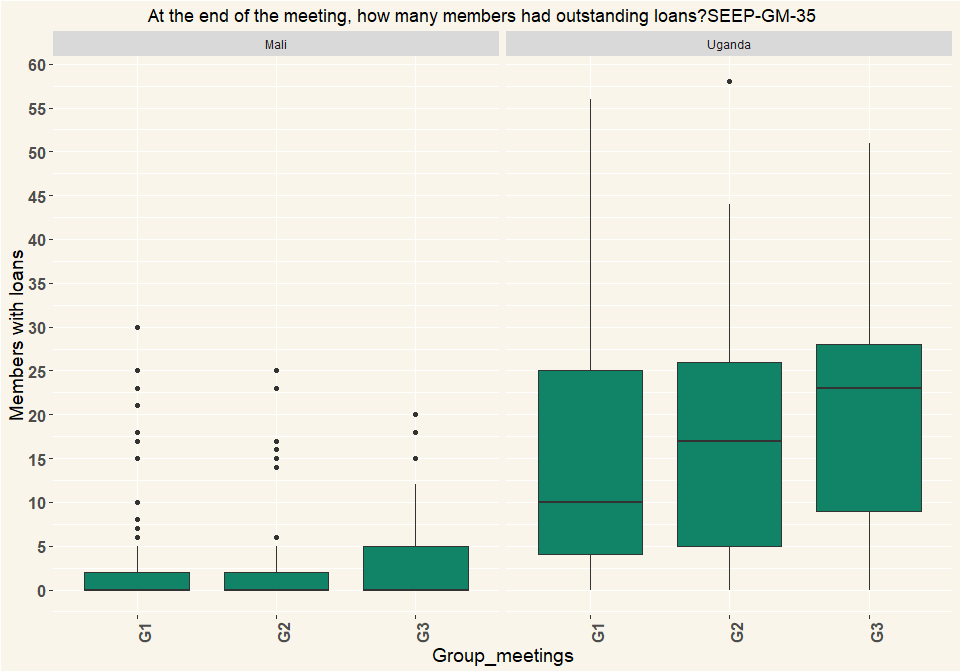 At the end of the meeting, how many members had outstanding loans?SEEP-GM-35
Mali
Uganda
Members with loans
60
55
50
45
40
35
30
25
20
15
10
5
0
G1
G2
G3
G1
G2
G3
Group_meetings